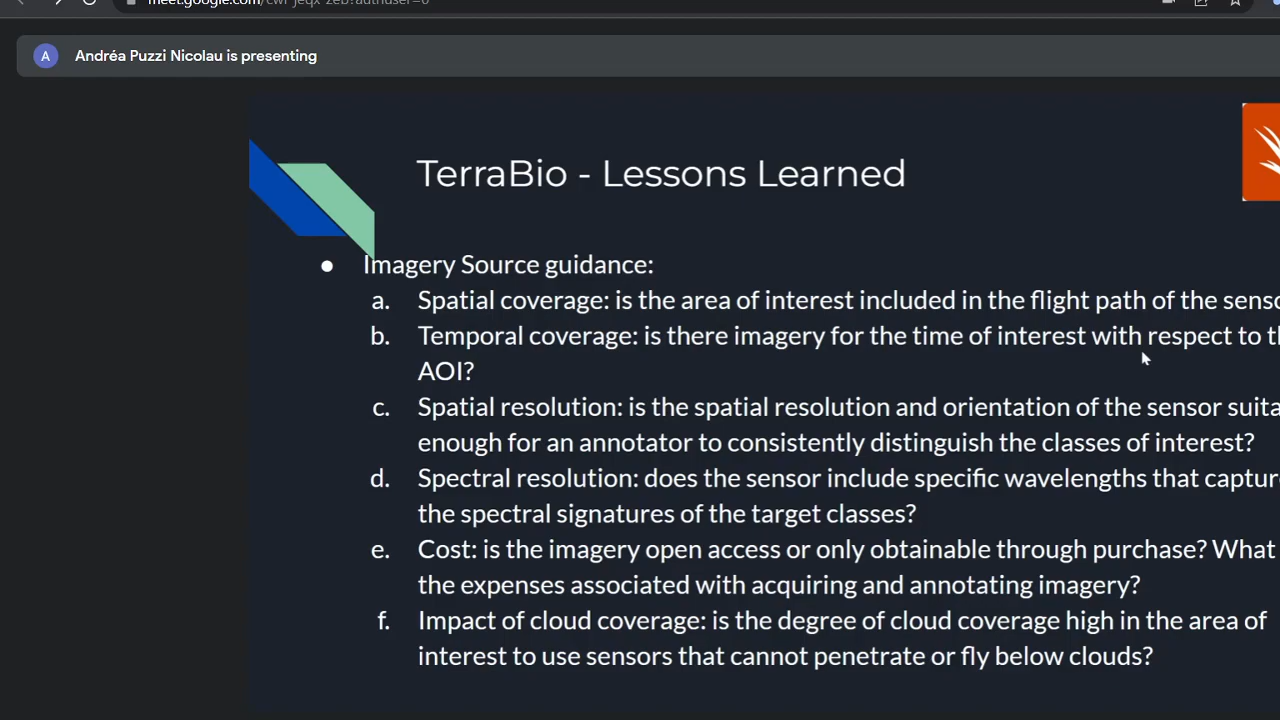 Andréa Puzzi Nicolau is presenting
A
TerraBio - Lessons Learned
● Imagery Source guidance:
a. Spatial coverage: is the area of interest included in the flight path of the
b. Temporal coverage: is there imagery for the time of interest with respect to
AOI?
c. Spatial resolution: is the spatial resolution and orientation of the sensor
enough for an annotator to consistently distinguish the classes of interest?
d. Spectral resolution: does the sensor include specific wavelengths that
the spectral signatures of the target classes?
e. Cost: is the imagery open access or only obtainable through purchase? What
the expenses associated with acquiring and annotating imagery?
f. Impact of cloud coverage: is the degree of cloud coverage high in the area of
interest to use sensors that cannot penetrate or fly below clouds?